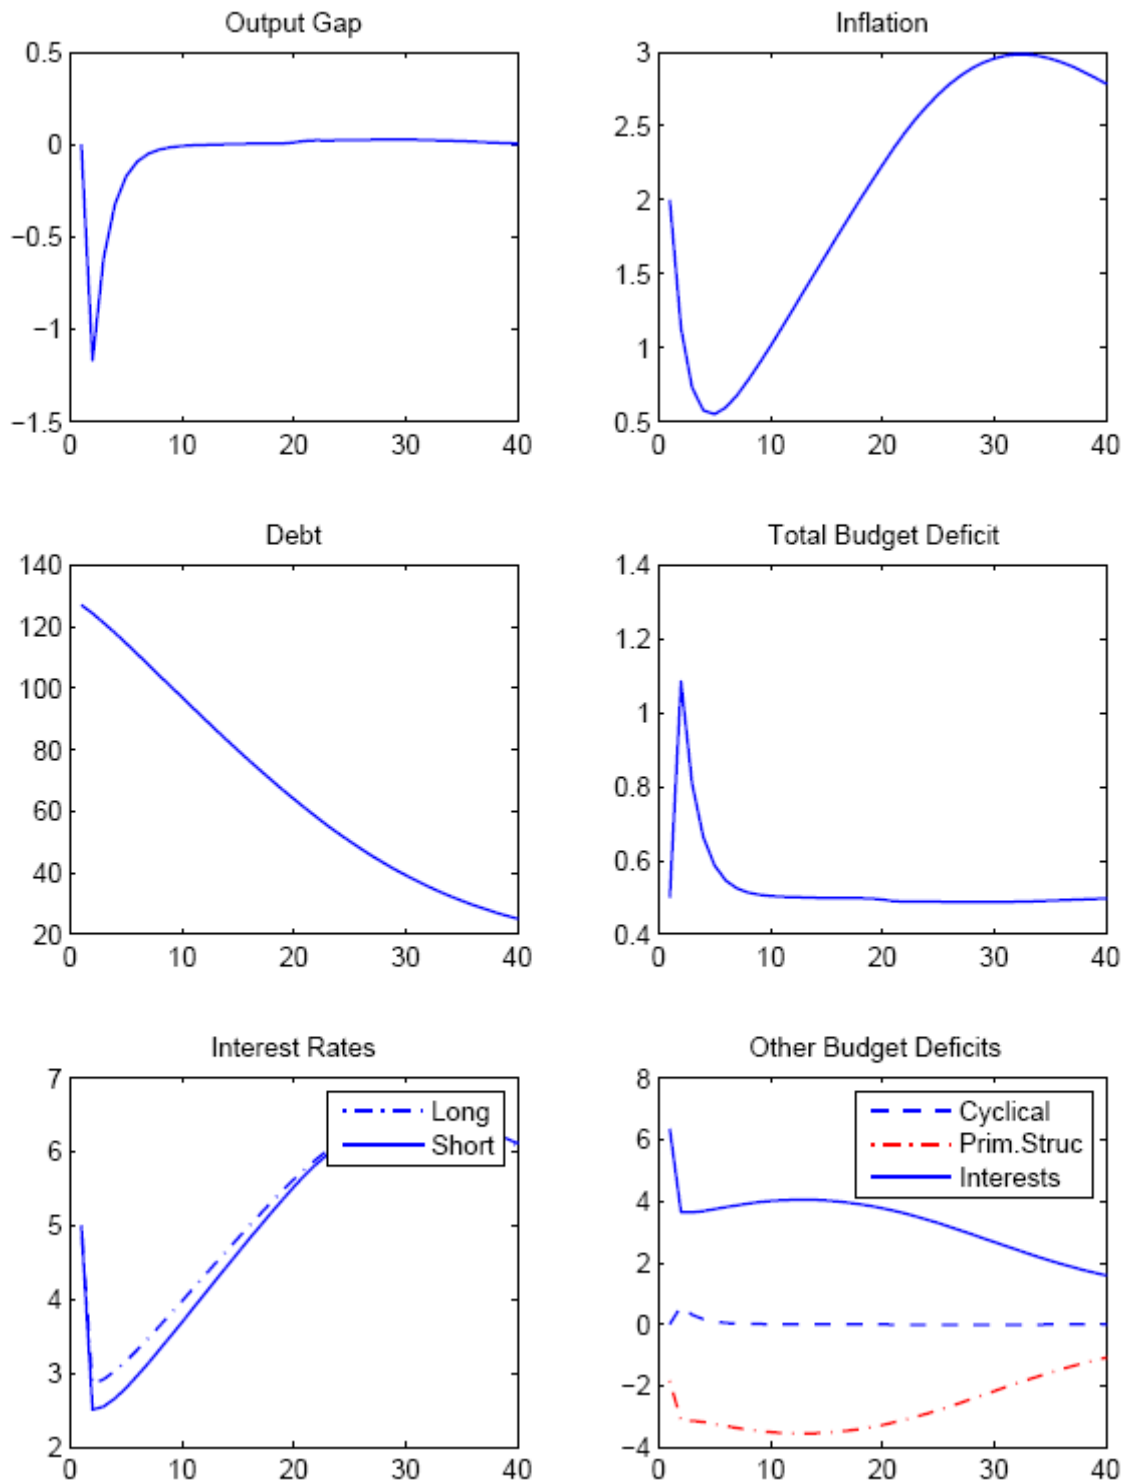 Output Gap
0.5
0
−0.5
−1
−1.5
0 10 20 30 40
Inflation
3
2.5
2
1.5
1
0.5
0 10 20 30 40
Debt
140
120
100
80
60
40
20
0 10 20 30 40
Total Budget Deficit
1.4
1.2
1
0.8
0.6
0.4
0 10 20 30 40
Interest Rates
7
6
5
4
3
2
0 10 20 30 40
Long
Short
Other Budget Deficits
8
6
4
2
0
−2
−4
0 10 20 30 40
Cyclical
Prim.Struc
Interests